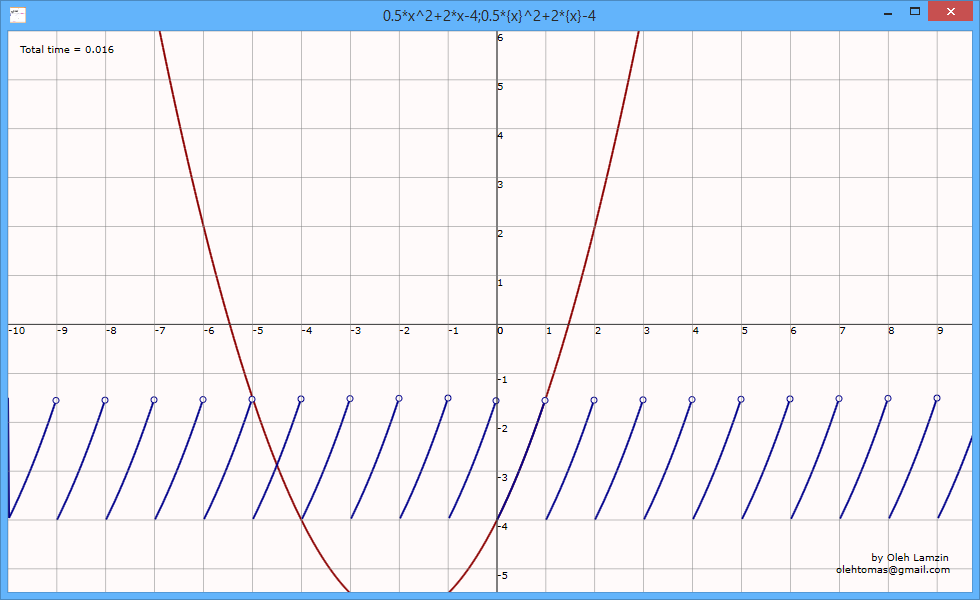 0.5*x^2+2*x-4;0.5*{x}^2+2*{x}-4
Total time = 0.016
6
5
4
3
2
1
-10 -9 -8 -7 -6 -5 -4 -3 -2 -1 0 1 2 3 4 5 6 7 8 9
-1
-2
-3
-4
-5
by Oleh Lamzin
olehtomas@gmail.com